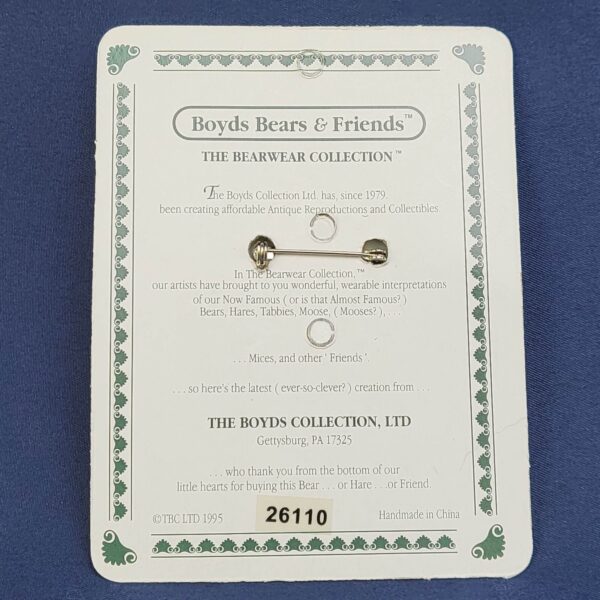 Boyds Bears & Friends™
THE BEARWEAR COLLECTION™
The Boyds Collection Ltd. has, since 1979
been creating affordable Antique Reproductions and Collectibles
In The Bearwear Collection,™
our artists have brought to you wonderful, wearable interpretations
of our Now Famous ( or is that Almost Famous? )
Bears, Hares, Tabbies, Moose, ( Mooses? ), . . .
. . . Mices, and other ' Friends '.
. . . so here's the latest ( ever-so-clever? ) creation from . . .
THE BOYDS COLLECTION, LTD
Gettysburg, PA 17325
. . . who thank you from the bottom of our
little hearts for buying this Bear . . . or Hare . . . or Friend.
©TBC LTD 1995
26110
Handmade in China